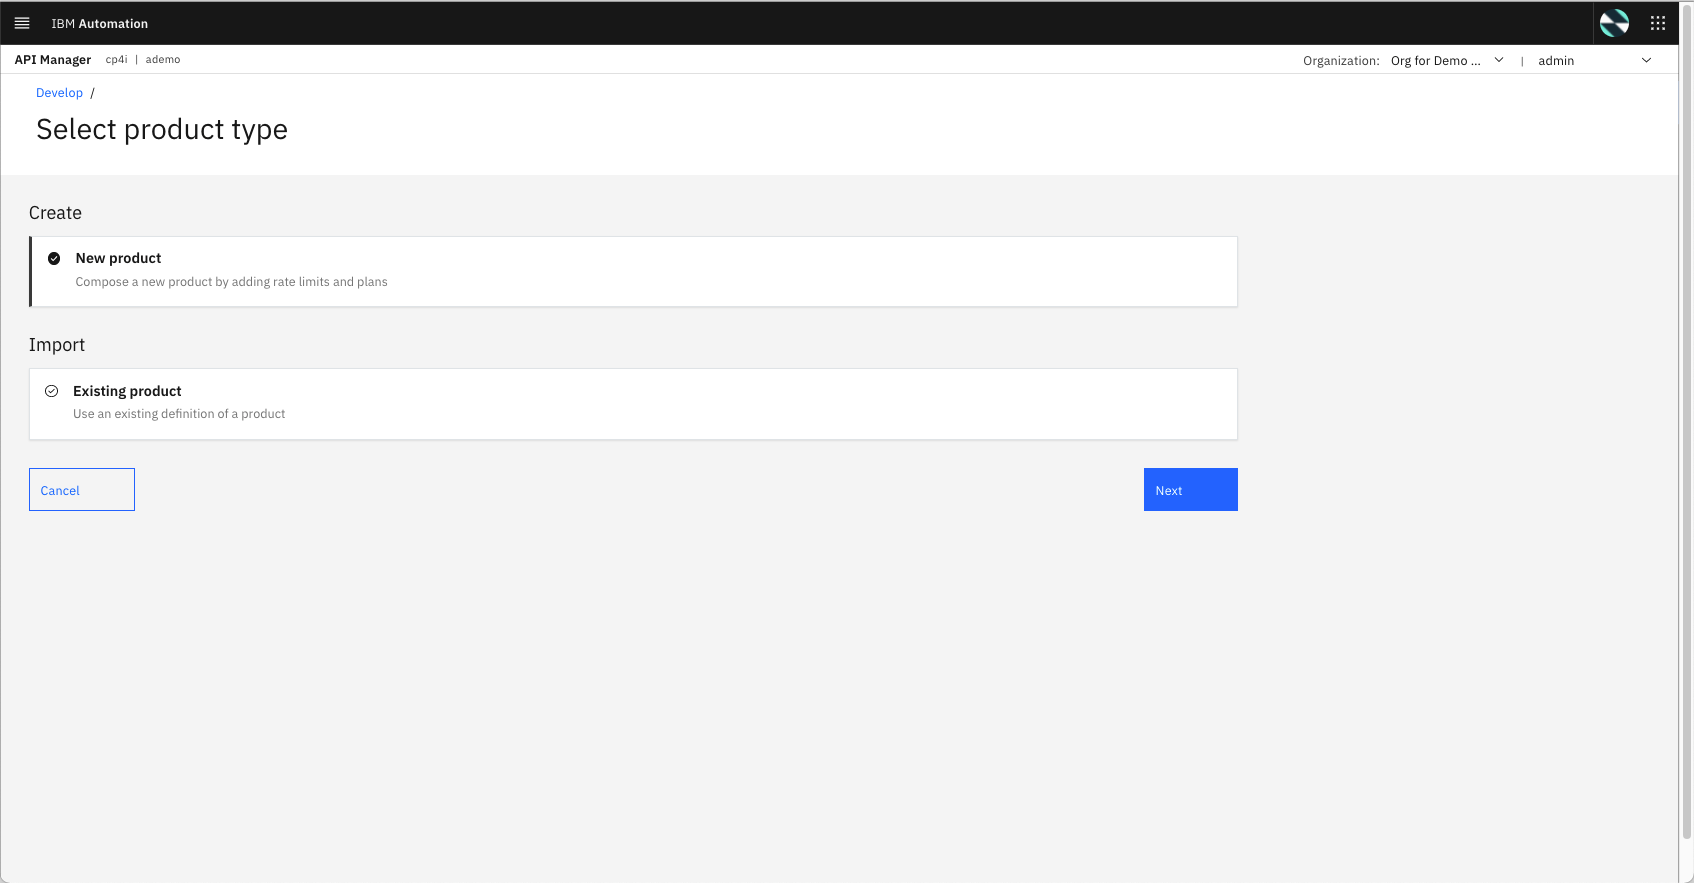 IBM Automation
API Manager cp4i | ademo Organization: Org for Demo ... | admin
Develop /
Select product type
Create
New product
Compose a new product by adding rate limits and plans
Import
Existing product
Use an existing definition of a product
Cancel Next